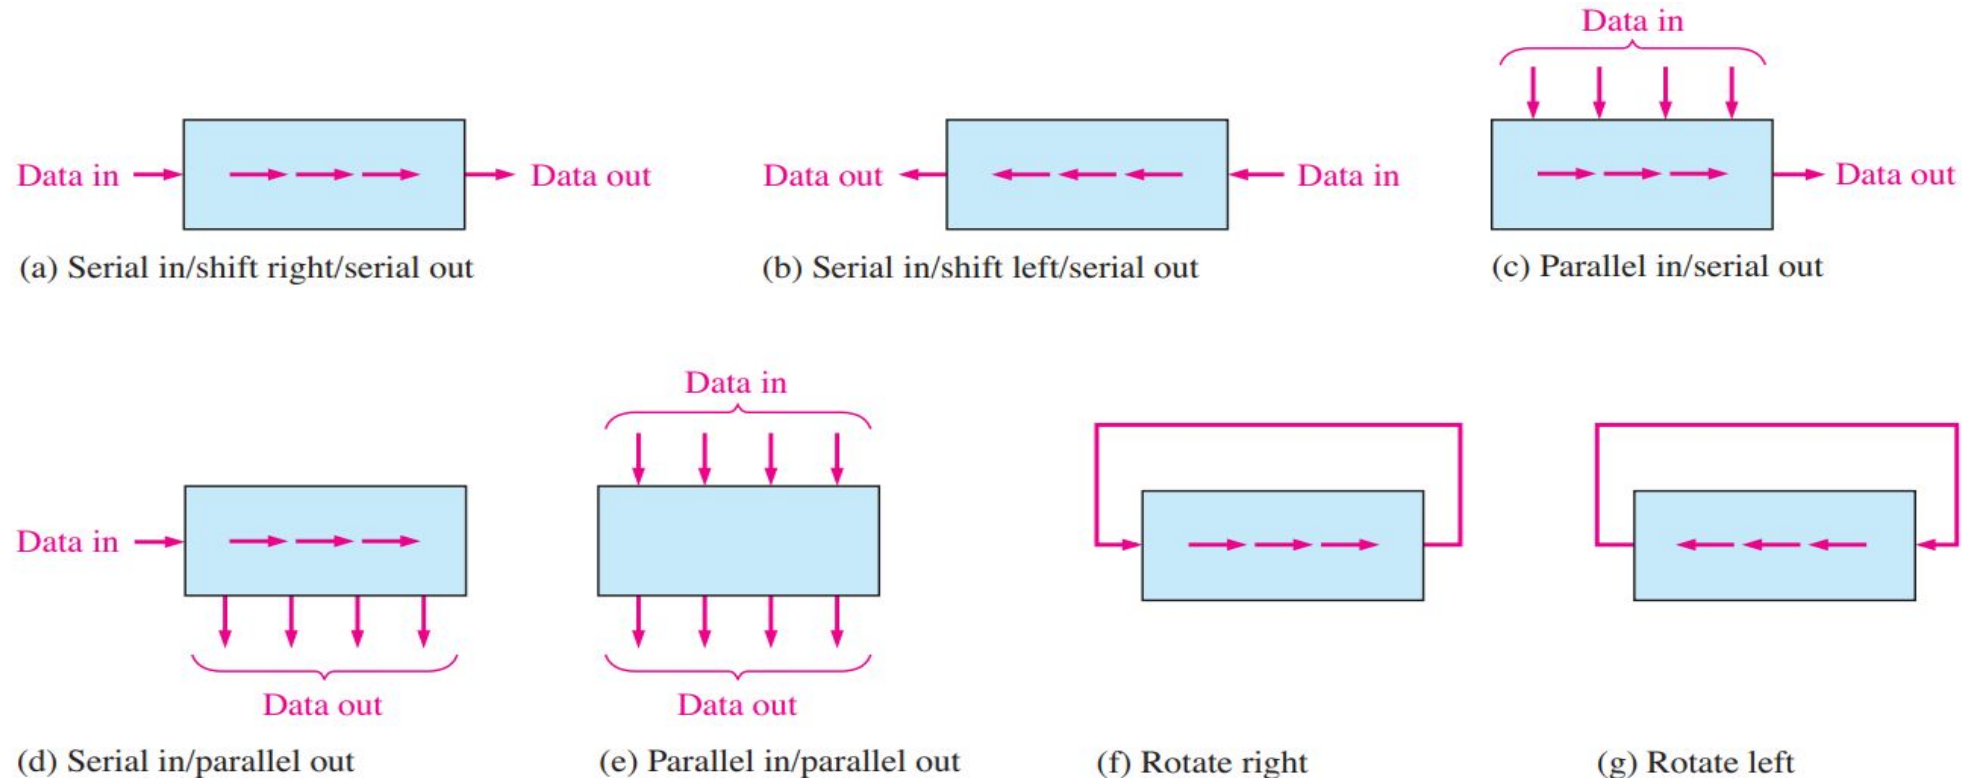 Data in
Data in
Data out
Data out
Data in
Data out
(a) Serial in/shift right/serial out
(b) Serial in/shift left/serial out
(c) Parallel in/serial out
Data in
Data in
Data out
Data out
(d) Serial in/parallel out
(e) Parallel in/parallel out
(f) Rotate right
(g) Rotate left